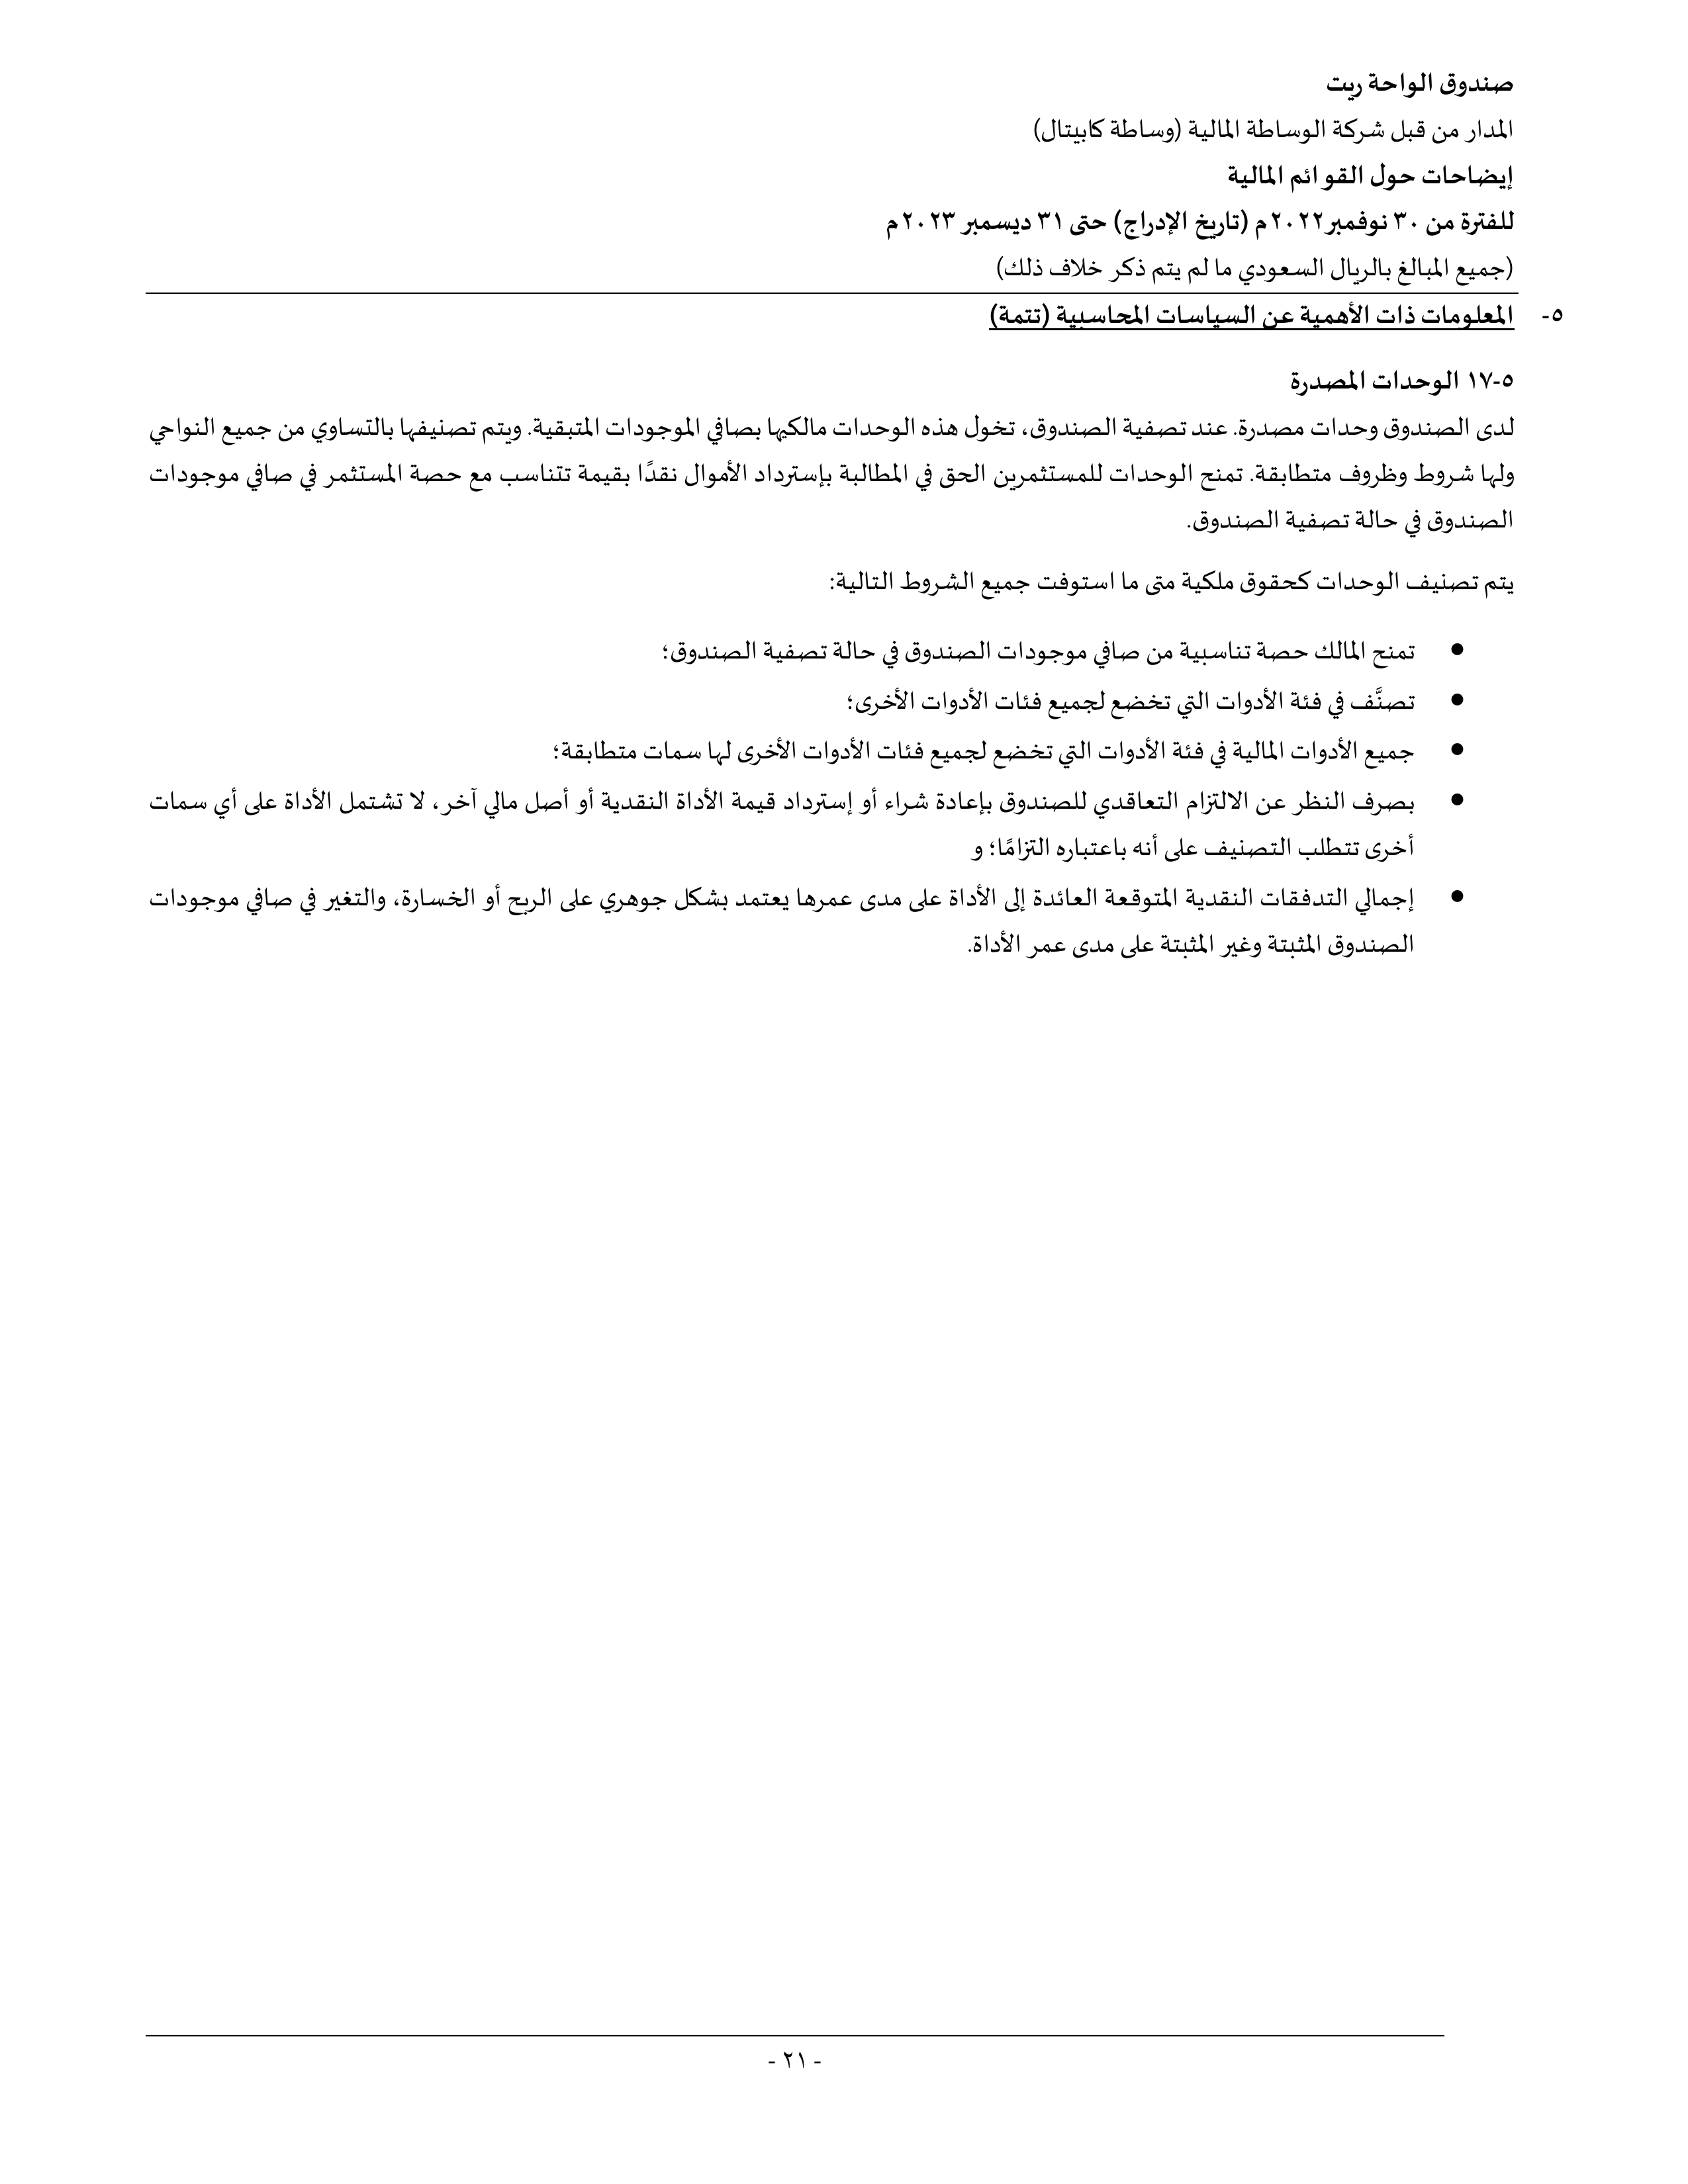 صندوق الواحة ريت
المدار من قبل شركة الوساطة المالية (وساطة كابيتال)
إيضاحات حول القوائم المالية
للفترة من ٣٠ نوفمبر٢٠٢٢م (تاريخ الإدراج) حتى ٣١ ديسمبر ٢٠٢٣م
(جميع المبالغ بالريال السعودي ما لم يتم ذكر خلاف ذلك)
٥- المعلومات ذات الأهمية عن السياسات المحاسبية (تتمة)
٥-١٧ الوحدات المصدرة
لدى الصندوق وحدات مصدرة. عند تصفية الصندوق، تخول هذه الوحدات مالكيها بصافي الموجودات المتبقية. ويتم تصنيفها بالتساوي من جميع النواحي
ولها شروط وظروف متطابقة. تمنح الوحدات للمستثمرين الحق في المطالبة بإسترداد الأموال نقدًا بقيمة تتناسب مع حصة المستثمر في صافي موجودات
الصندوق في حالة تصفية الصندوق.
يتم تصنيف الوحدات كحقوق ملكية متى ما استوفت جميع الشروط التالية:
● تمنح المالك حصة تناسبية من صافي موجودات الصندوق في حالة تصفية الصندوق؛
● تصنَّف في فئة الأدوات التي تخضع لجميع فئات الأدوات الأخرى؛
● جميع الأدوات المالية في فئة الأدوات التي تخضع لجميع فئات الأدوات الأخرى لها سمات متطابقة؛
● بصرف النظر عن الالتزام التعاقدي للصندوق بإعادة شراء أو إسترداد قيمة الأداة النقدية أو أصل مالي آخر، لا تشتمل الأداة على أي سمات
أخرى تتطلب التصنيف على أنه باعتباره التزامًا؛ و
● إجمالي التدفقات النقدية المتوقعة العائدة إلى الأداة على مدى عمرها يعتمد بشكل جوهري على الربح أو الخسارة، والتغير في صافي موجودات
الصندوق المثبتة وغير المثبتة على مدى عمر الأداة.
- ٢١ -